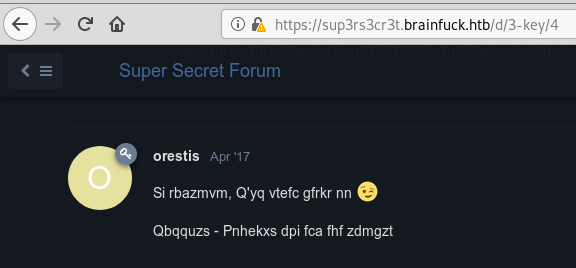 https://sup3rs3cr3t.brainfuck.htb/d/3-key/4
Super Secret Forum
O
orestis Apr '17
Si rbazmvm, Q'yq vtefc gfrkr nn 😉
Qbqquzs - Pnhekxs dpi fca fhf zdmgzt